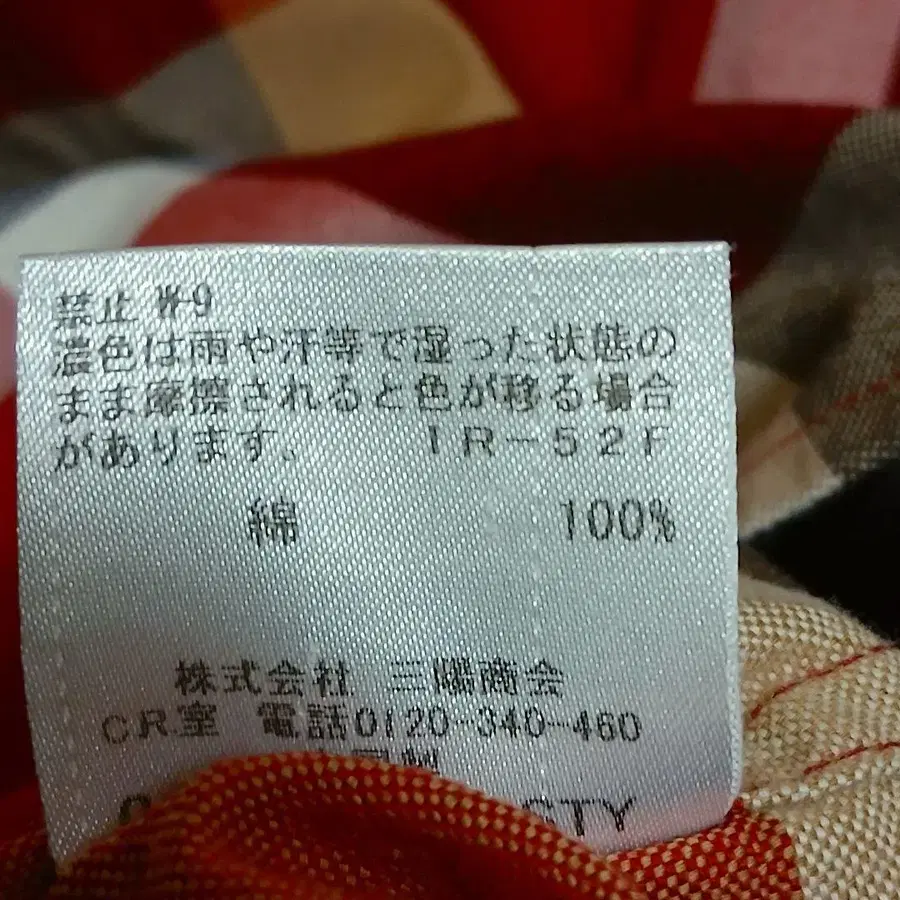 禁止 W-9
濃色は雨や汗等で湿った状態の
まま摩擦されると色が移る場合
があります。 IR-52F
綿 100%
株式会社 三陽商会
CR室 電話0120-340-460
STY